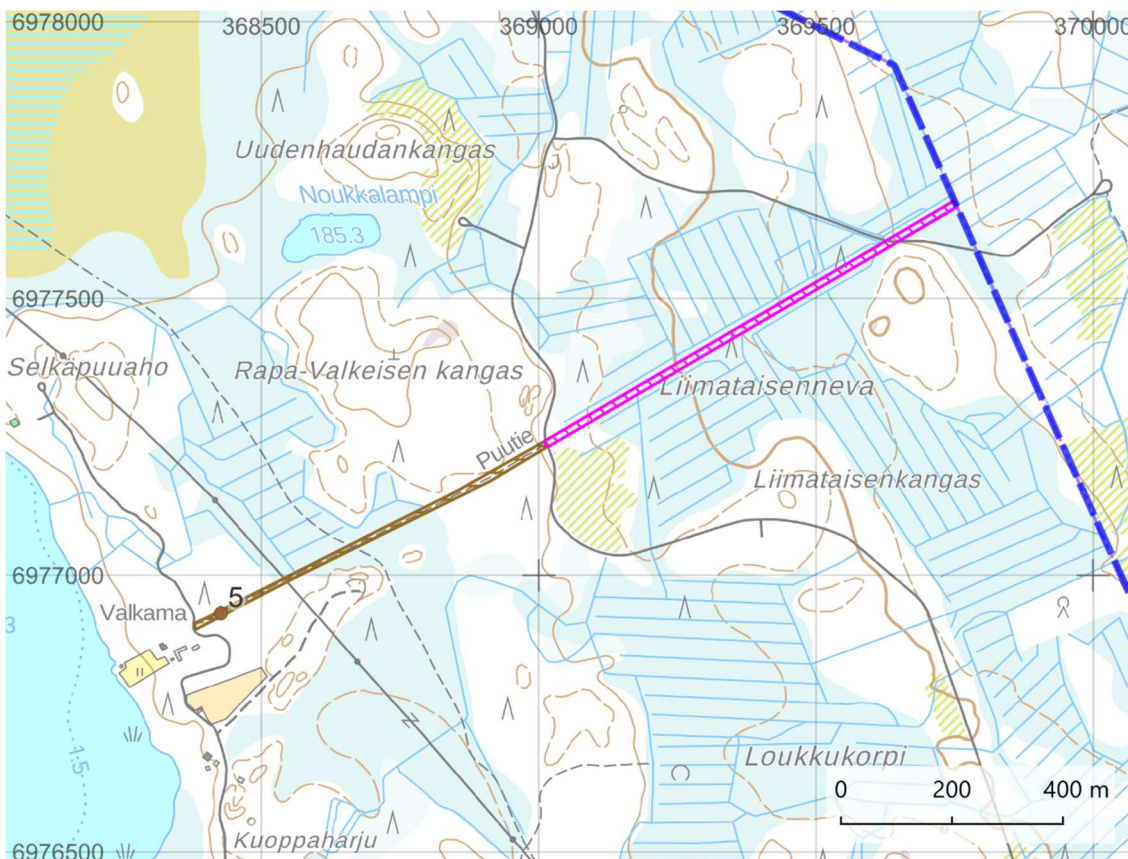 6978000
368500
369000
369500
370000
Uudenhaudankangas
Noukkalampi
185.3
6977500
Selkäpuuaho
Rapa-Valkeisen kangas
Liimataisenneva
Puutie
Liimataisenkangas
6977000
5
Valkama
3
1.5
Loukkukorpi
0 200 400 m
Kuoppaharju
6976500